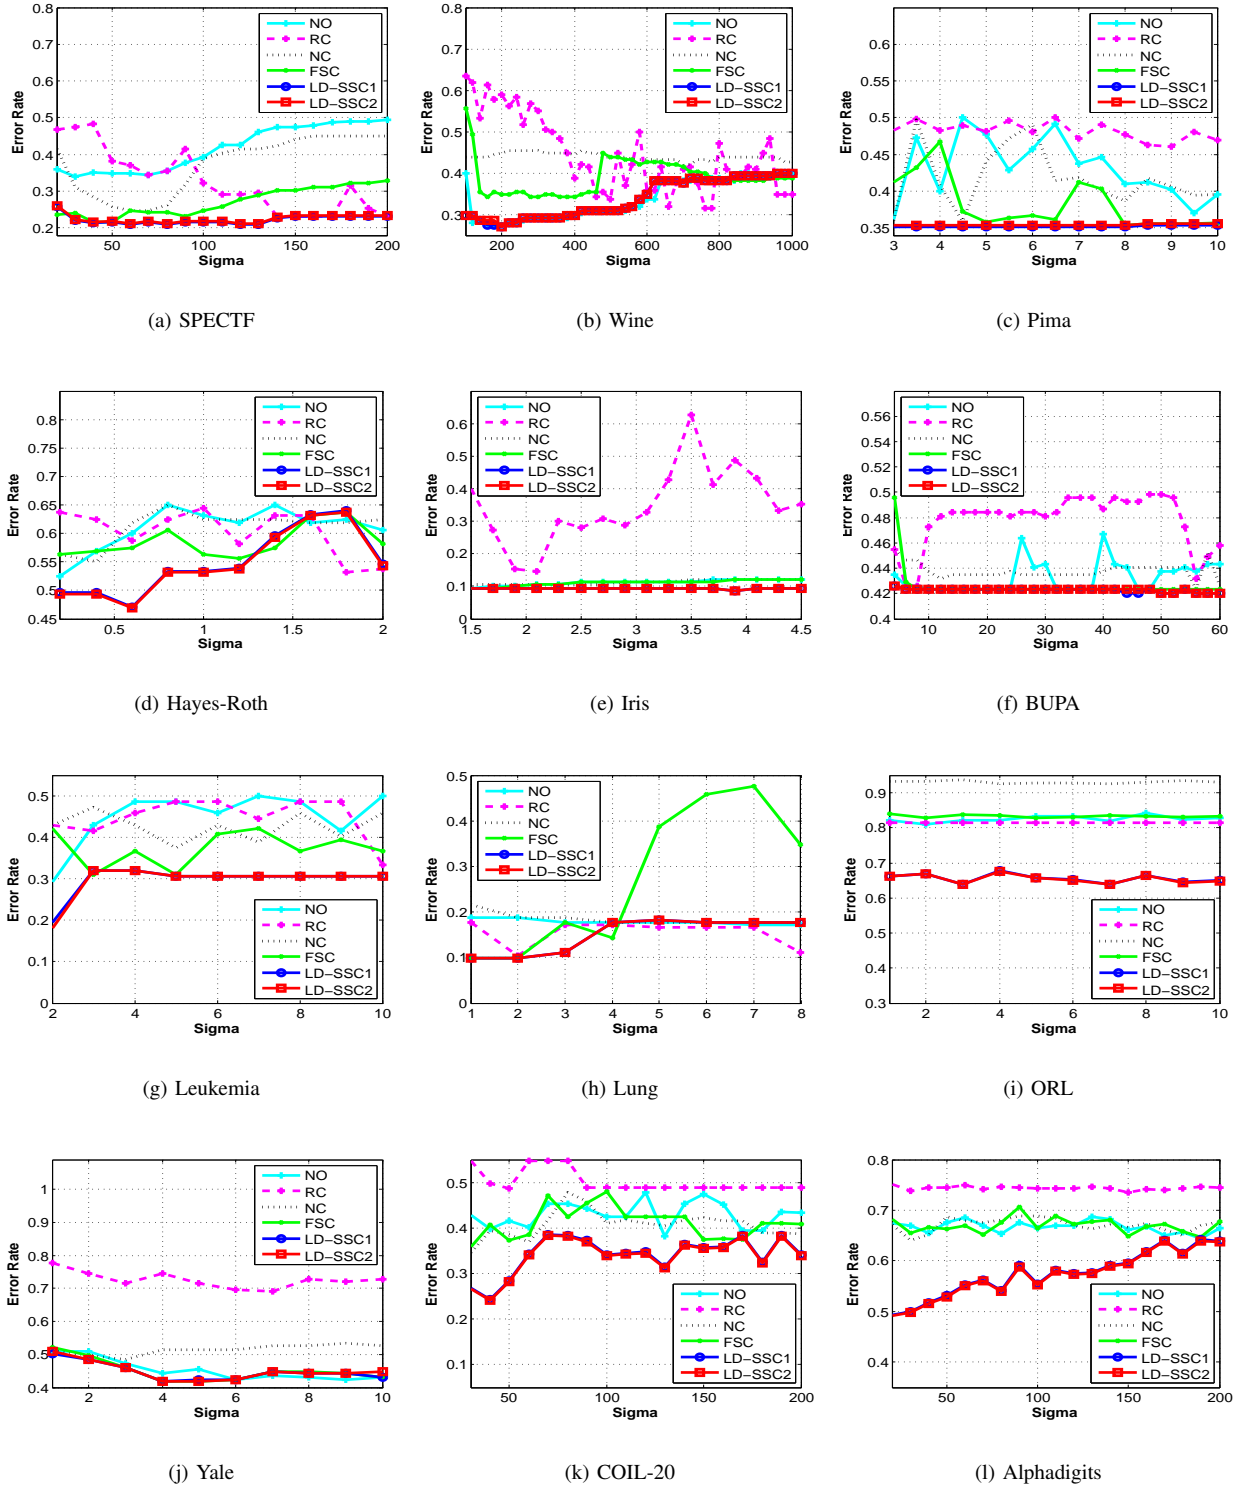 0.8
0.7
0.6
0.5
0.4
0.3
0.2
Error Rate
50
100
150
200
Sigma
NO
RC
NC
FSC
LD-SSC1
LD-SSC2
(a) SPECTF
0.8
0.7
0.6
0.5
0.4
0.3
Error Rate
200
400
600
800
1000
Sigma
NO
RC
NC
FSC
LD-SSC1
LD-SSC2
(b) Wine
0.6
0.55
0.5
0.45
0.4
0.35
Error Rate
3
4
5
6
7
8
9
10
Sigma
NO
RC
NC
FSC
LD-SSC1
LD-SSC2
(c) Pima
0.8
0.75
0.7
0.65
0.6
0.55
0.5
0.45
Error Rate
0.5
1
1.5
2
Sigma
NO
RC
NC
FSC
LD-SSC1
LD-SSC2
(d) Hayes-Roth
0.6
0.5
0.4
0.3
0.2
0.1
0
Error Rate
1.5
2
2.5
3
3.5
4
4.5
Sigma
NO
RC
NC
FSC
LD-SSC1
LD-SSC2
(e) Iris
0.56
0.54
0.52
0.5
0.48
0.46
0.44
0.42
0.4
Error Rate
10
20
30
40
50
60
Sigma
NO
RC
NC
FSC
LD-SSC1
LD-SSC2
(f) BUPA
0.5
0.4
0.3
0.2
0.1
0
Error Rate
2
4
6
8
10
Sigma
NO
RC
NC
FSC
LD-SSC1
LD-SSC2
(g) Leukemia
0.5
0.4
0.3
0.2
0.1
0
Error Rate
1
2
3
4
5
6
7
8
Sigma
NO
RC
NC
FSC
LD-SSC1
LD-SSC2
(h) Lung
0.9
0.8
0.7
0.6
0.5
0.4
0.3
Error Rate
2
4
6
8
10
Sigma
NO
RC
NC
FSC
LD-SSC1
LD-SSC2
(i) ORL
1
0.9
0.8
0.7
0.6
0.5
0.4
Error Rate
2
4
6
8
10
Sigma
NO
RC
NC
FSC
LD-SSC1
LD-SSC2
(j) Yale
0.5
0.4
0.3
0.2
0.1
Error Rate
50
100
150
200
Sigma
NO
RC
NC
FSC
LD-SSC1
LD-SSC2
(k) COIL-20
0.8
0.7
0.6
0.5
0.4
Error Rate
50
100
150
200
Sigma
NO
RC
NC
FSC
LD-SSC1
LD-SSC2
(l) Alphadigits